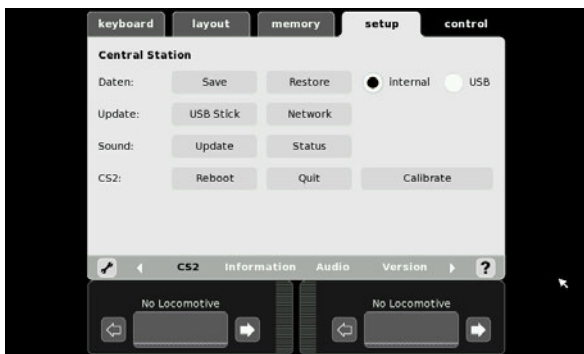 keyboard layout memory setup control
Central Station
Daten: Save Restore internal USB
Update: USB Stick Network
Sound: Update Status
CS2: Reboot Quit Calibrate
CS2 Information Audio Version ?
No Locomotive No Locomotive